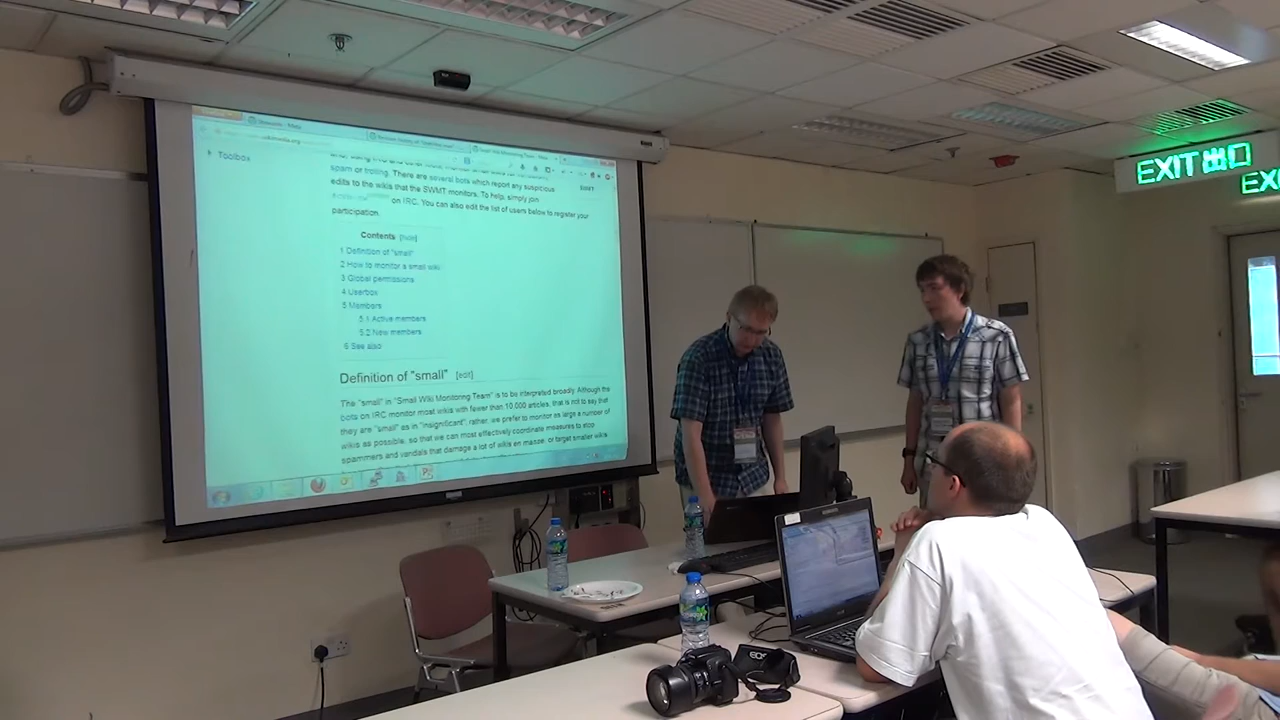 Toolbox
spam or trolling. There are several bots which report any suspicious
edits to the wikis that the SWMT monitors. To help, simply join
on IRC. You can also edit the list of users below to register your
participation.
Contents [hide]
1 Definition of "small"
2 How to monitor a small wiki
3 Global permissions
4 Userbox
5 Members
5.1 Active members
5.2 New members
6 See also
Definition of "small" [edit]
The "small" in "Small Wiki Monitoring Team" is to be interpreted broadly. Although the
bots on IRC monitor most wikis with fewer than 10,000 articles, that is not to say that
they are "small" as in "insignificant"; rather, we prefer to monitor as large a number of
wikis as possible, so that we can most effectively coordinate measures to stop
spammers and vandals that damage a lot of wikis en masse, or target smaller wikis
EXIT 出口
EX
EOS